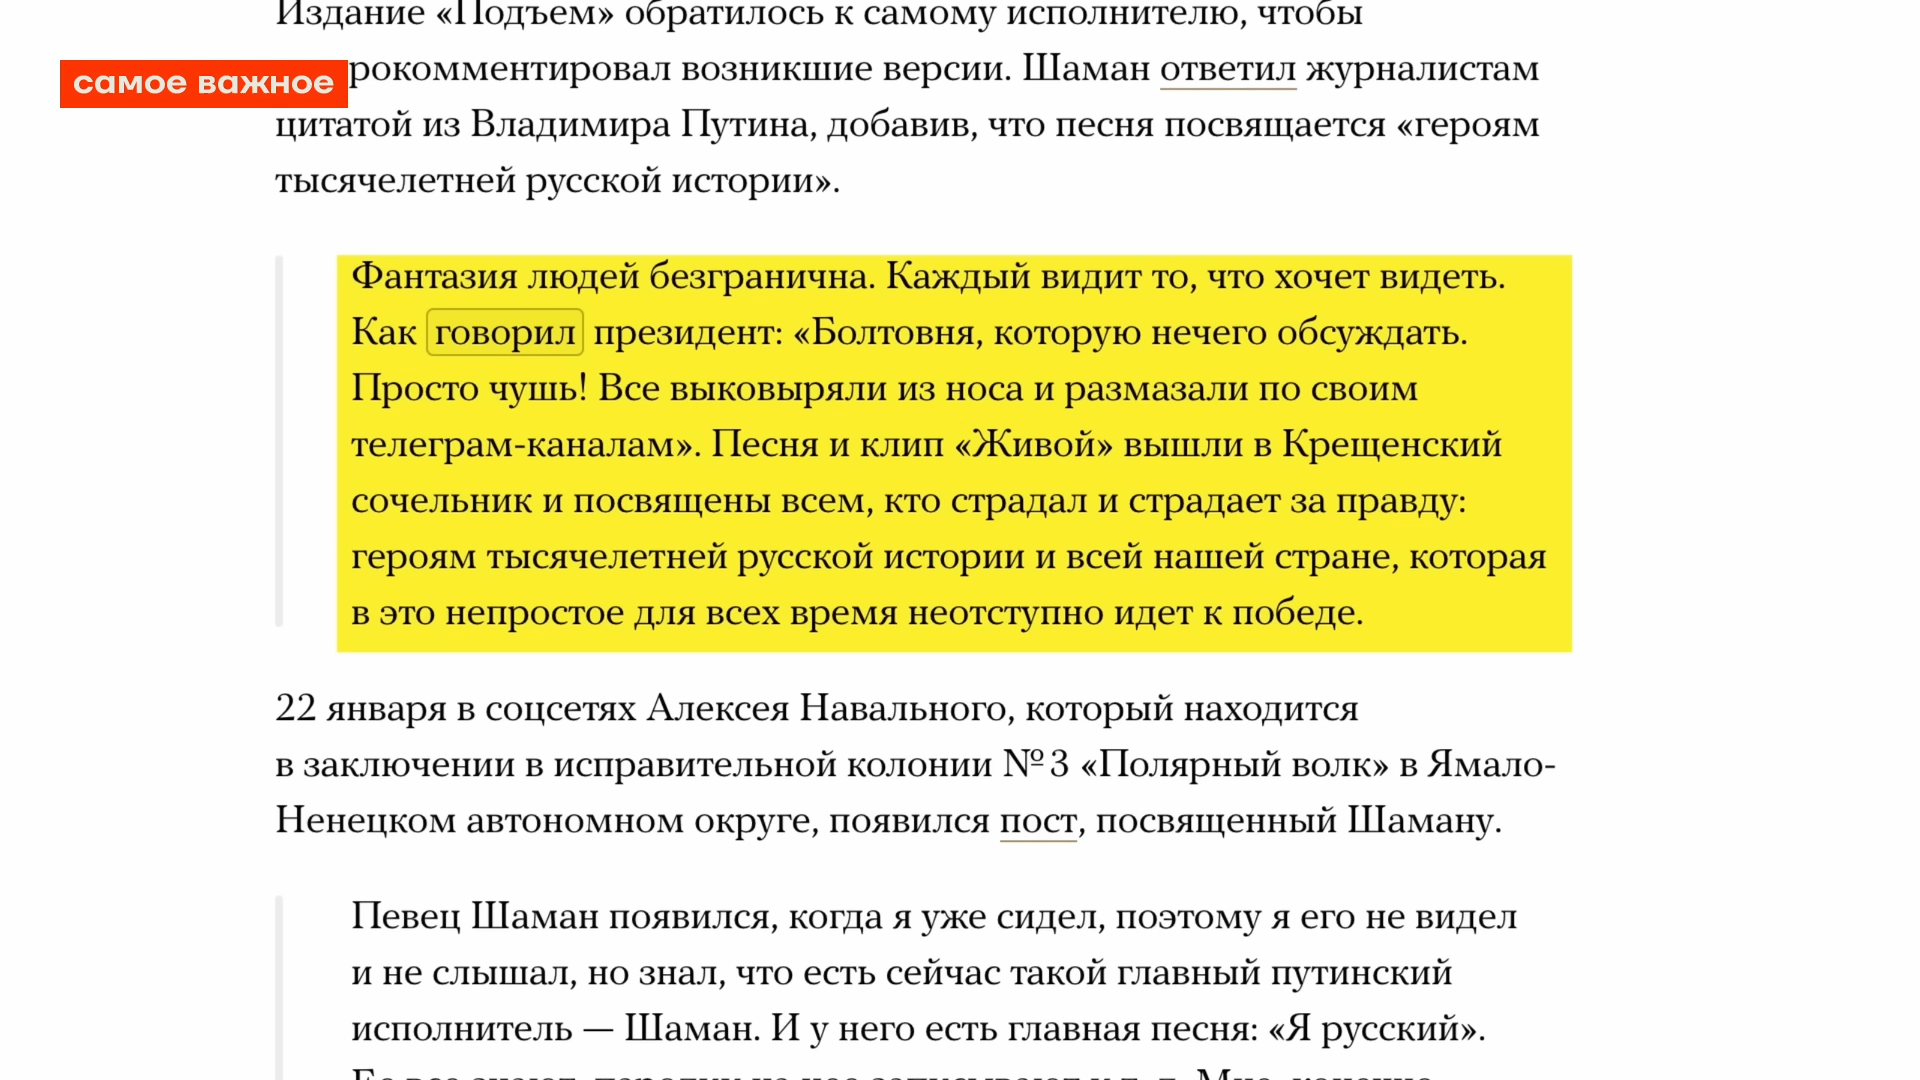 Издание «Подъем» обратилось к самому исполнителю, чтобы
самое важное
рокомментировал возникшие версии. Шаман ответил журналистам
цитатой из Владимира Путина, добавив, что песня посвящается «героям
тысячелетней русской истории».
Фантазия людей безгранична. Каждый видит то, что хочет видеть.
Как говорил президент: «Болтовня, которую нечего обсуждать.
Просто чушь! Все выковыряли из носа и размазали по своим
телеграм-каналам». Песня и клип «Живой» вышли в Крещенский
сочельник и посвящены всем, кто страдал и страдает за правду:
героям тысячелетней русской истории и всей нашей стране, которая
в это непростое для всех время неотступно идет к победе.
22 января в соцсетях Алексея Навального, который находится
в заключении в исправительной колонии № 3 «Полярный волк» в Ямало-
Ненецком автономном округе, появился пост, посвященный Шаману.
Певец Шаман появился, когда я уже сидел, поэтому я его не видел
и не слышал, но знал, что есть сейчас такой главный путинский
исполнитель — Шаман. И у него есть главная песня: «Я русский».